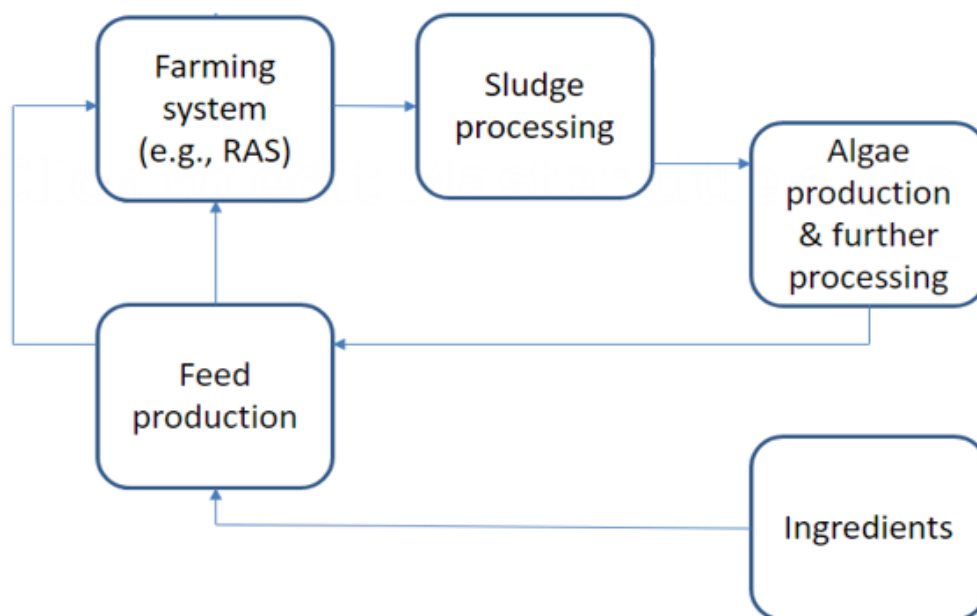 Farming
system
(e.g., RAS)
Sludge
processing
Algae
production
& further
processing
Feed
production
Ingredients